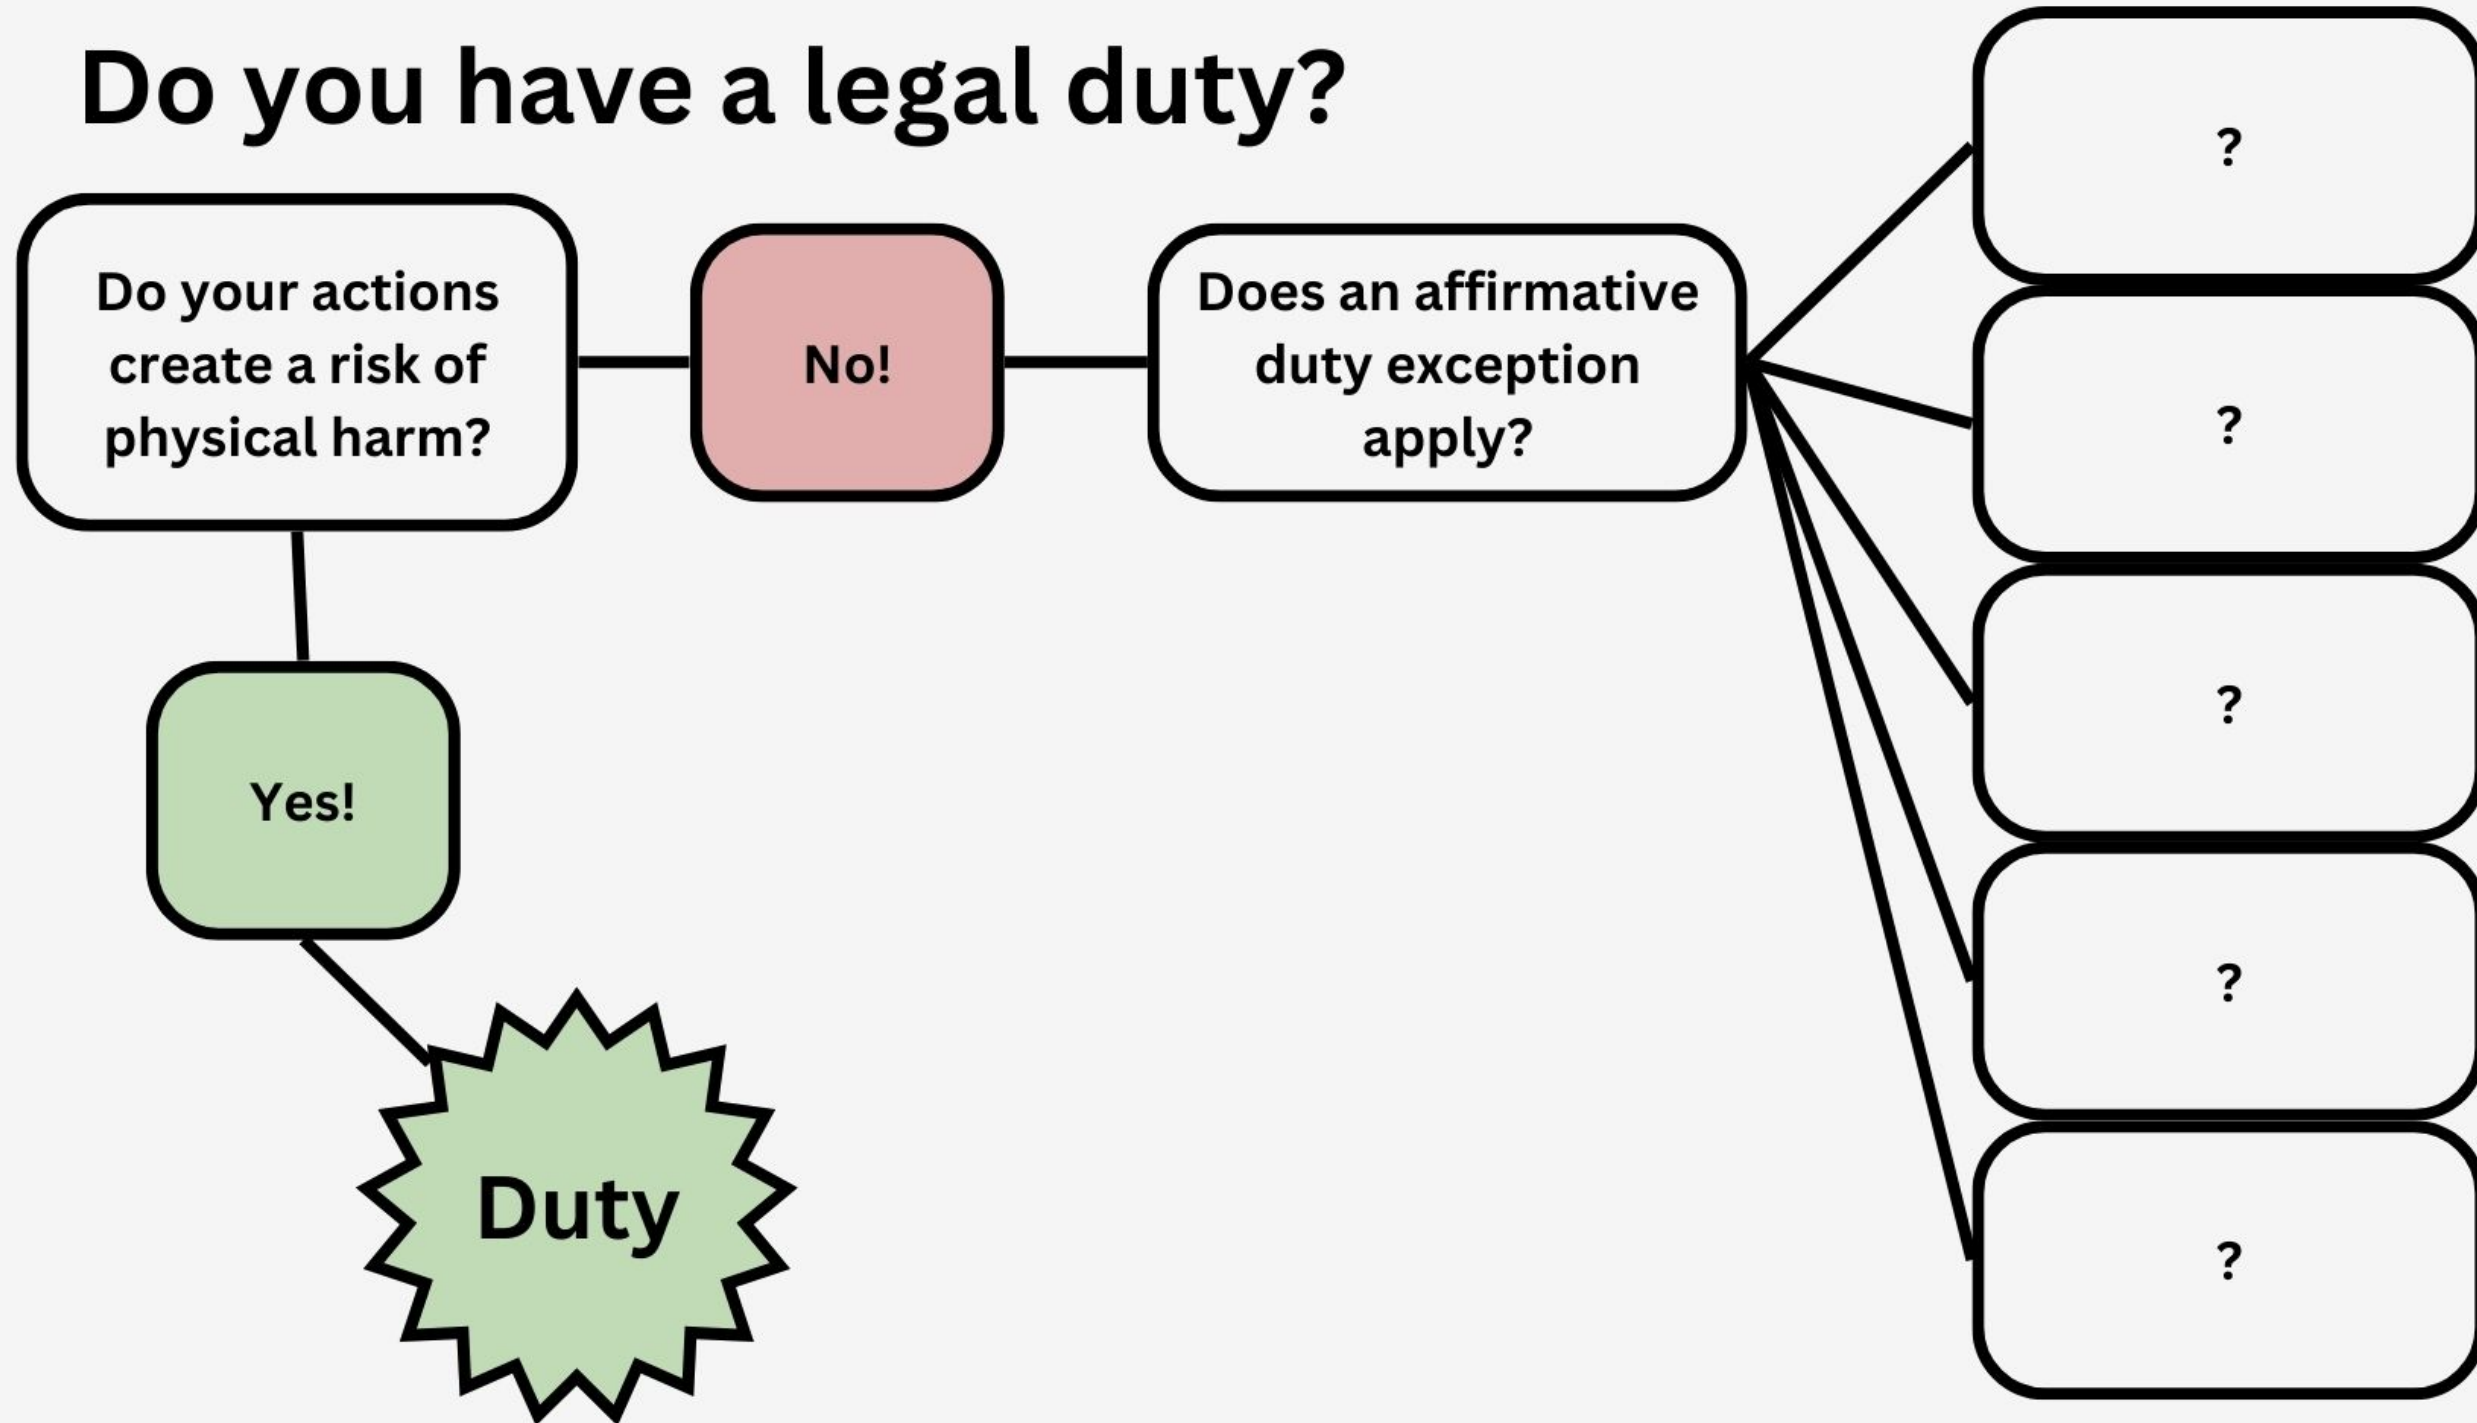 Do you have a legal duty?
Do your actions
create a risk of
physical harm?
No!
Does an affirmative
duty exception
apply?
?
?
?
?
?
Yes!
Duty